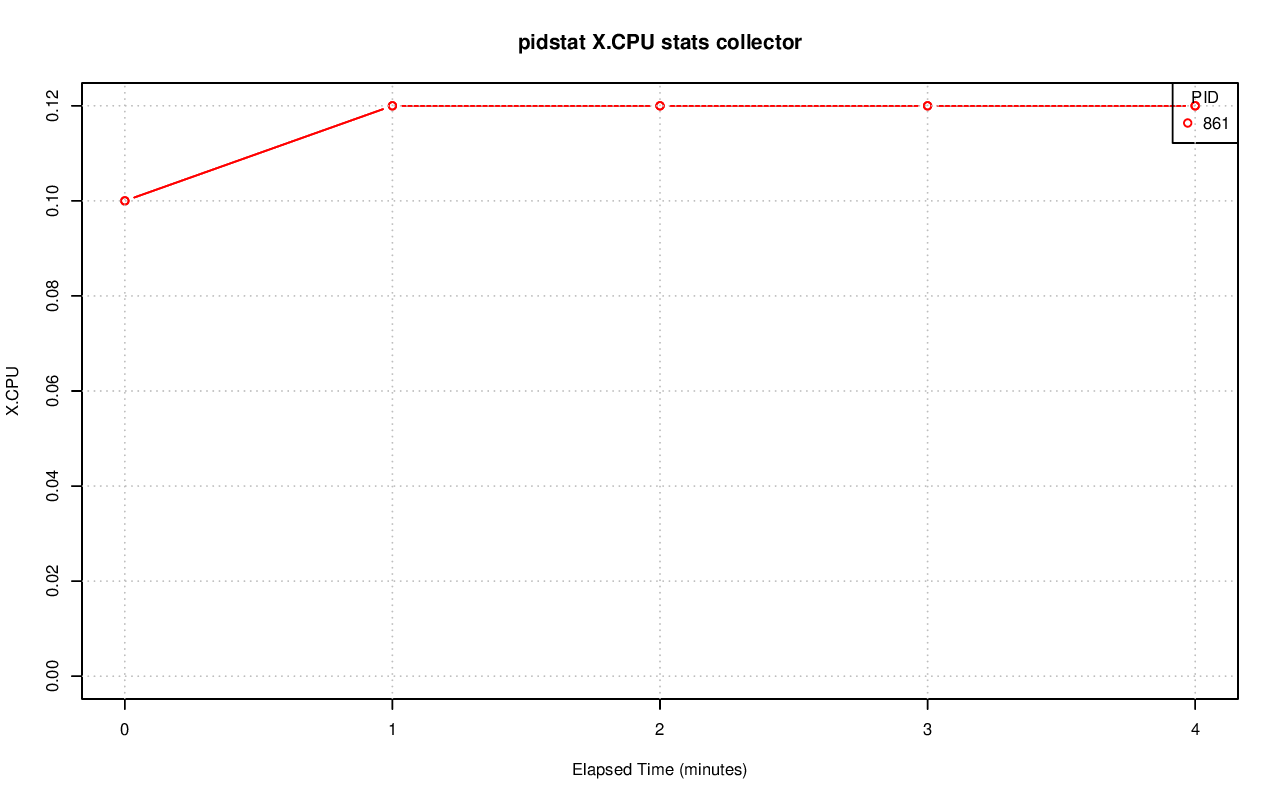 pidstat X.CPU stats collector
PID
861
0.12
0.10
0.08
0.06
0.04
0.02
0.00
X.CPU
0 1 2 3 4
Elapsed Time (minutes)